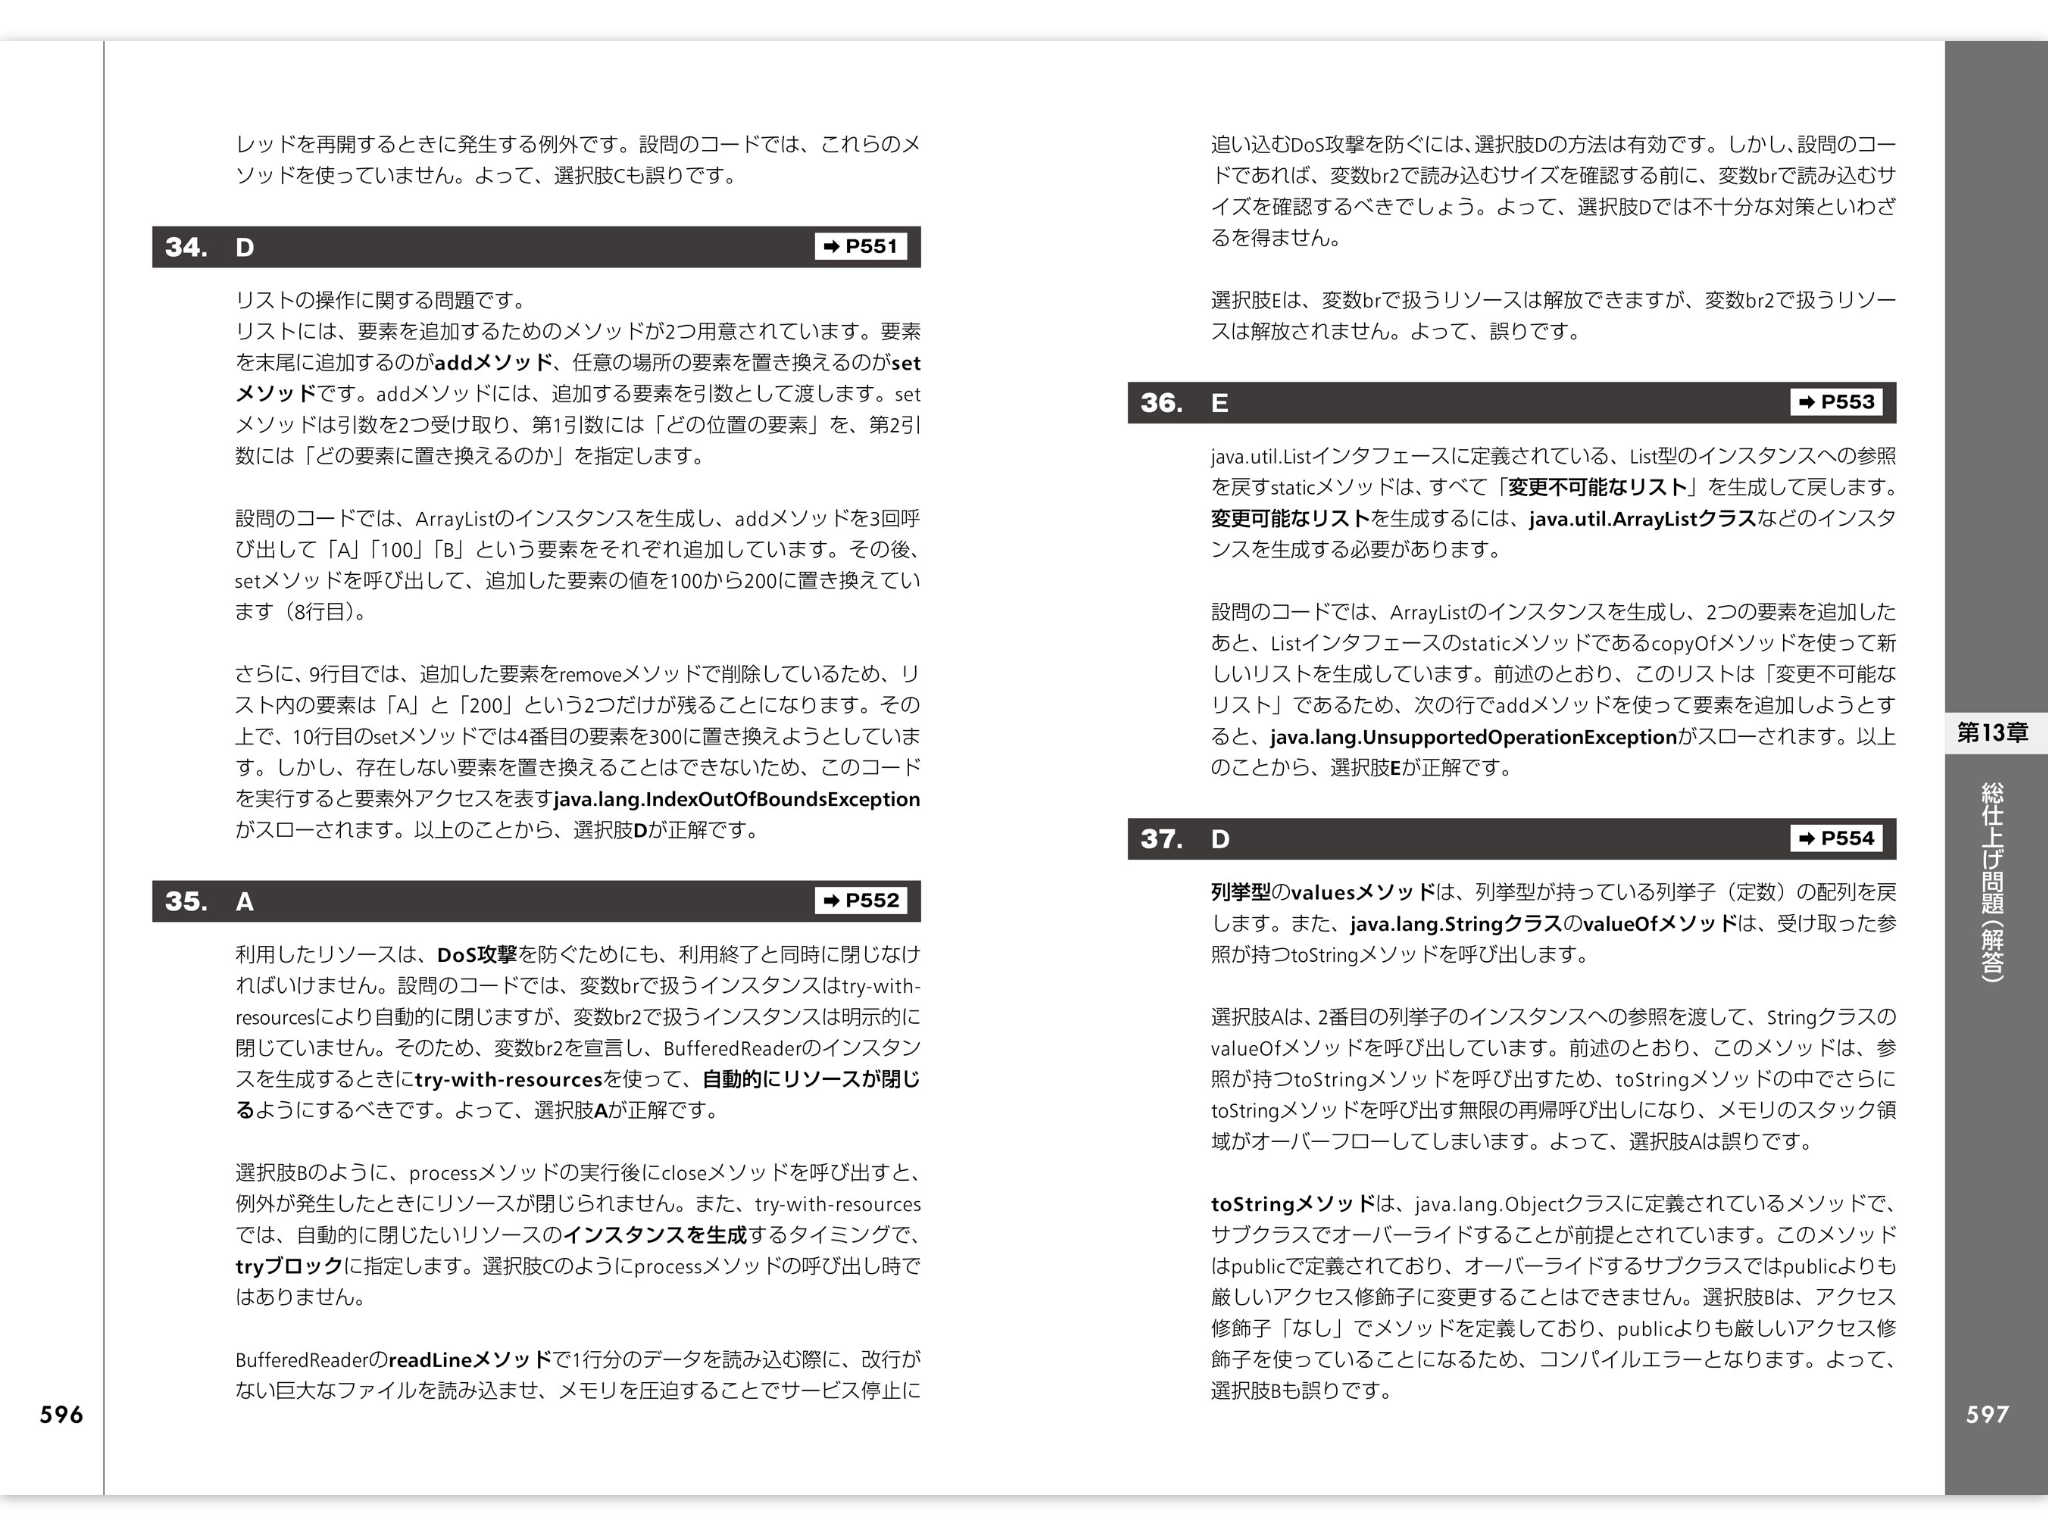 レッドを再開するときに発生する例外です。設問のコードでは、これらのメ
ソッドを使っていません。よって、選択肢Cも誤りです。
34. D ➡ P551
リストの操作に関する問題です。
リストには、要素を追加するためのメソッドが2つ用意されています。要素
を末尾に追加するのがaddメソッド、任意の場所の要素を置き換えるのがset
メソッドです。addメソッドには、追加する要素を引数として渡します。set
メソッドは引数を2つ受け取り、第1引数には「どの位置の要素」を、第2引
数には「どの要素に置き換えるのか」を指定します。
設問のコードでは、ArrayListのインスタンスを生成し、addメソッドを3回呼
び出して「A」「100」「B」という要素をそれぞれ追加しています。その後、
setメソッドを呼び出して、追加した要素の値を100から200に置き換えてい
ます（8行目）。
さらに、9行目では、追加した要素をremoveメソッドで削除しているため、リ
スト内の要素は「A」と「200」という2つだけが残ることになります。その
上で、10行目のsetメソッドでは4番目の要素を300に置き換えようとしていま
す。しかし、存在しない要素を置き換えることはできないため、このコード
を実行すると要素外アクセスを表すjava.lang.IndexOutOfBoundsException
がスローされます。以上のことから、選択肢Dが正解です。
35. A ➡ P552
利用したリソースは、DoS攻撃を防ぐためにも、利用終了と同時に閉じなけ
ればいけません。設問のコードでは、変数brで扱うインスタンスはtry-with-
resourcesにより自動的に閉じますが、変数br2で扱うインスタンスは明示的に
閉じていません。そのため、変数br2を宣言し、BufferedReaderのインスタン
スを生成するときにtry-with-resourcesを使って、自動的にリソースが閉じ
るようにするべきです。よって、選択肢Aが正解です。
選択肢Bのように、processメソッドの実行後にcloseメソッドを呼び出すと、
例外が発生したときにリソースが閉じられません。また、try-with-resources
では、自動的に閉じたいリソースのインスタンスを生成するタイミングで、
tryブロックに指定します。選択肢Cのようにprocessメソッドの呼び出し時で
はありません。
BufferedReaderのreadLineメソッドで1行分のデータを読み込む際に、改行が
ない巨大なファイルを読み込ませ、メモリを圧迫することでサービス停止に
596
追い込むDoS攻撃を防ぐには、選択肢Dの方法は有効です。しかし、設問のコー
ドであれば、変数br2で読み込むサイズを確認する前に、変数brで読み込むサ
イズを確認するべきでしょう。よって、選択肢Dでは不十分な対策といわざ
るを得ません。
選択肢Eは、変数brで扱うリソースは解放できますが、変数br2で扱うリソー
スは解放されません。よって、誤りです。
36. E ➡ P553
java.util.Listインタフェースに定義されている、List型のインスタンスへの参照
を戻すstaticメソッドは、すべて「変更不可能なリスト」を生成して戻します。
変更可能なリストを生成するには、java.util.ArrayListクラスなどのインスタ
ンスを生成する必要があります。
設問のコードでは、ArrayListのインスタンスを生成し、2つの要素を追加した
あと、ListインタフェースのstaticメソッドであるcopyOfメソッドを使って新
しいリストを生成しています。前述のとおり、このリストは「変更不可能な
リスト」であるため、次の行でaddメソッドを使って要素を追加しようとす
ると、java.lang.UnsupportedOperationExceptionがスローされます。以上
のことから、選択肢Eが正解です。
37. D ➡ P554
列挙型のvaluesメソッドは、列挙型が持っている列挙子（定数）の配列を戻
します。また、java.lang.StringクラスのvalueOfメソッドは、受け取った参
照が持つtoStringメソッドを呼び出します。
選択肢Aは、2番目の列挙子のインスタンスへの参照を渡して、Stringクラスの
valueOfメソッドを呼び出しています。前述のとおり、このメソッドは、参
照が持つtoStringメソッドを呼び出すため、toStringメソッドの中でさらに
toStringメソッドを呼び出す無限の再帰呼び出しになり、メモリのスタック領
域がオーバーフローしてしまいます。よって、選択肢Aは誤りです。
toStringメソッドは、java.lang.Objectクラスに定義されているメソッドで、
サブクラスでオーバーライドすることが前提とされています。このメソッド
はpublicで定義されており、オーバーライドするサブクラスではpublicよりも
厳しいアクセス修飾子に変更することはできません。選択肢Bは、アクセス
修飾子「なし」でメソッドを定義しており、publicよりも厳しいアクセス修
飾子を使っていることになるため、コンパイルエラーとなります。よって、
選択肢Bも誤りです。
第13章
総仕上げ問題（解答）
597